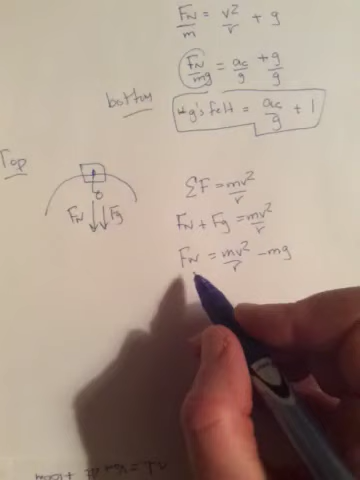 FN/m = v²/r + g
FN/mg = ac/g + g/g
bottom
#g's felt = ac/g + 1
Top
FN Fg
ΣF = mv²/r
FN + Fg = mv²/r
FN = mv²/r - mg